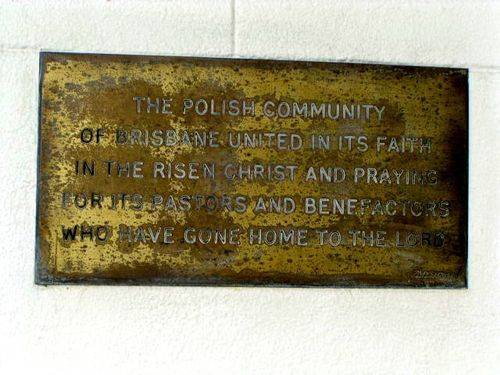 THE POLISH COMMUNITY
OF BRISBANE UNITED IN ITS FAITH
IN THE RISEN CHRIST AND PRAYING
FOR ITS PASTORS AND BENEFACTORS
WHO HAVE GONE HOME TO THE LORD